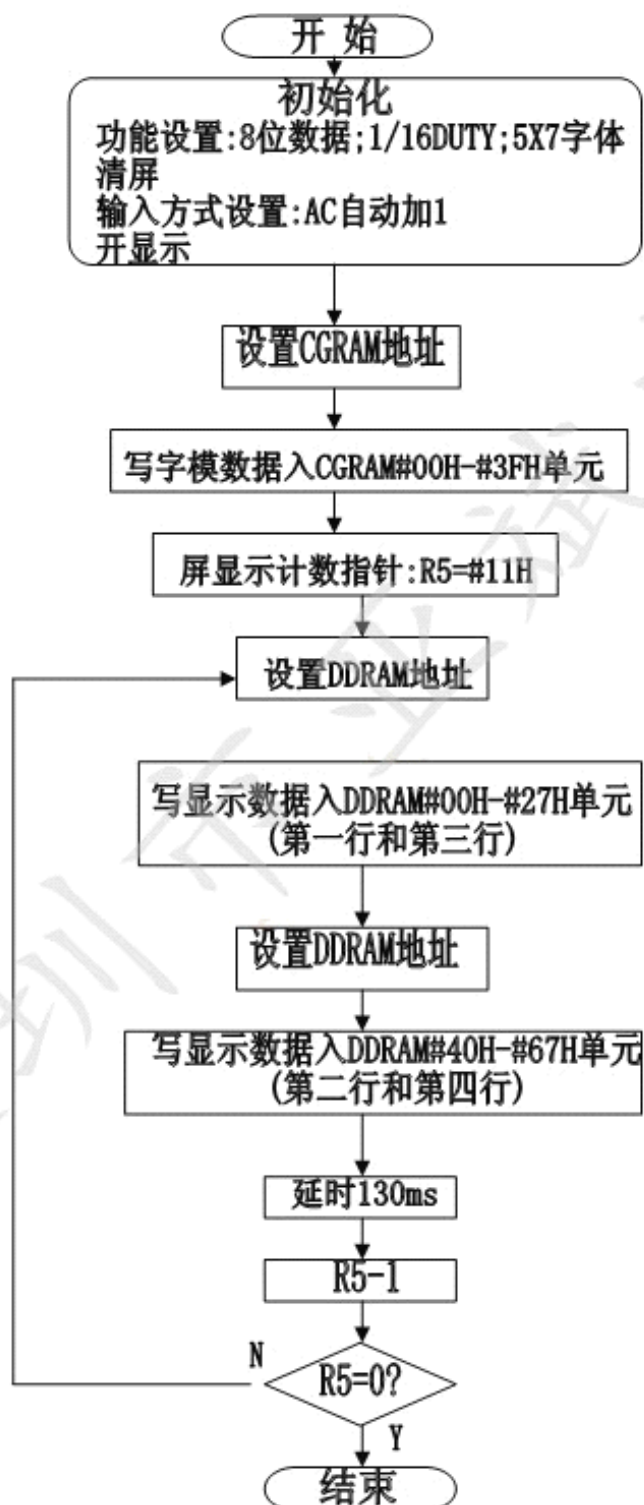 开 始
初始化
功能设置:8位数据;1/16DUTY;5X7字体
清屏
输入方式设置:AC自动加1
开显示
设置CGRAM地址
写字模数据入CGRAM#00H-#3FH单元
屏显示计数指针:R5=#11H
设置DDRAM地址
写显示数据入DDRAM#00H-#27H单元
(第一行和第三行)
设置DDRAM地址
写显示数据入DDRAM#40H-#67H单元
(第二行和第四行)
延时130ms
R5-1
N
R5=0?
Y
结束
圳市亚斌